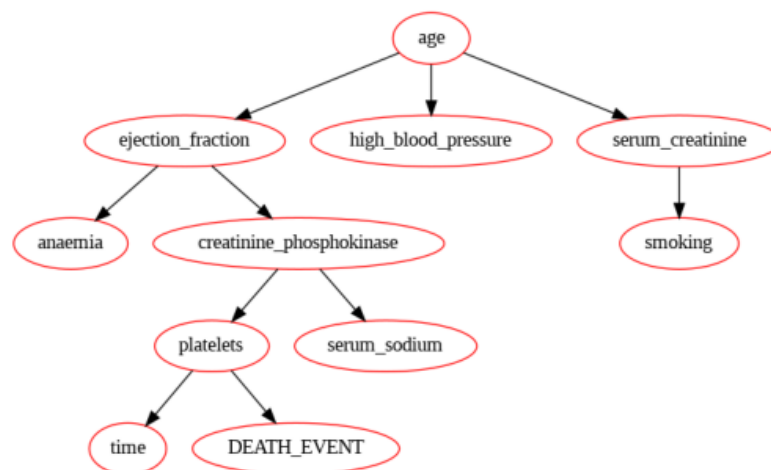 age
ejection_fraction
high_blood_pressure
serum_creatinine
anaemia
creatinine_phosphokinase
smoking
platelets
serum_sodium
time
DEATH_EVENT